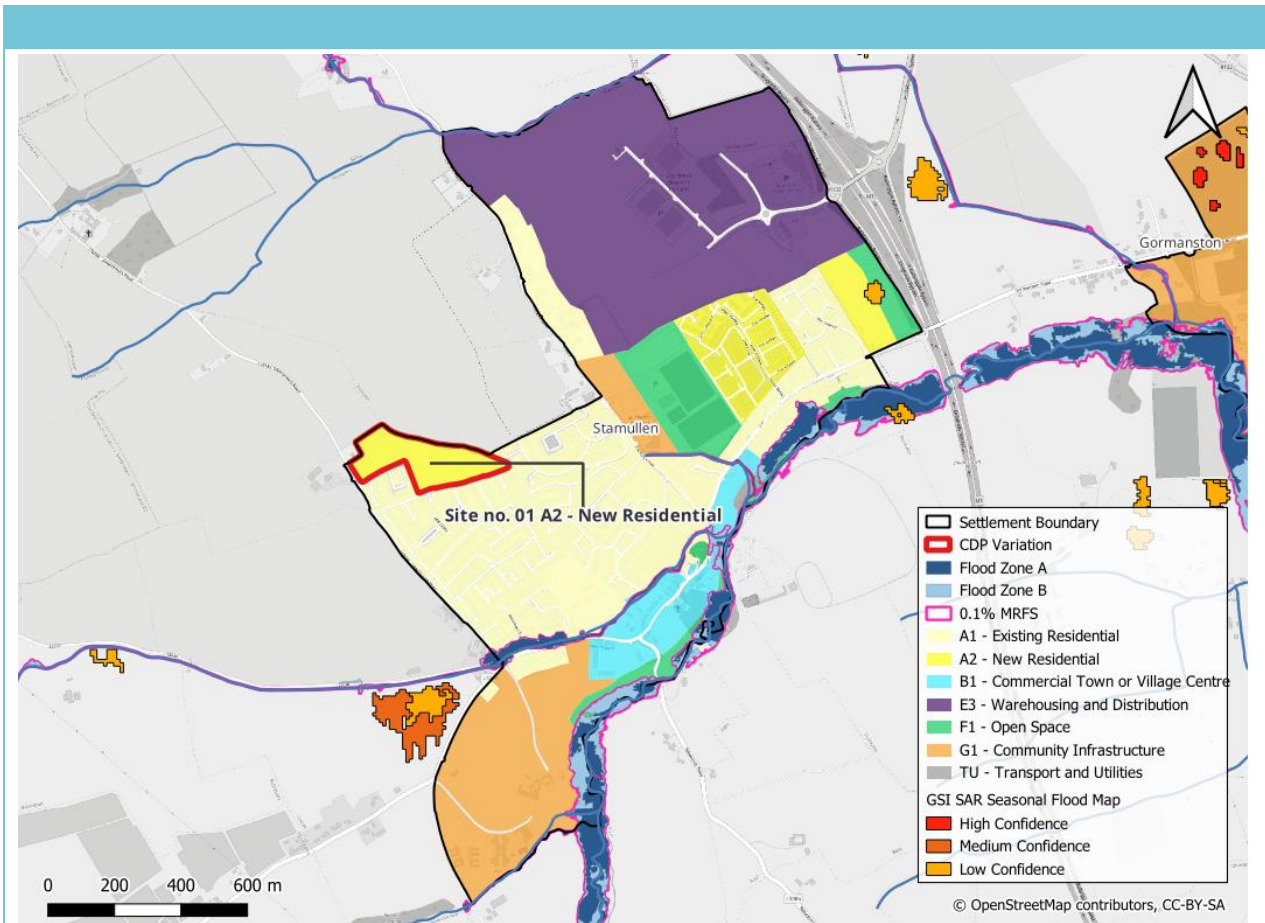 Gormanston
Stamullen
Site no. 01 A2 - New Residential
Settlement Boundary
CDP Variation
Flood Zone A
Flood Zone B
0.1% MRFS
A1 - Existing Residential
A2 - New Residential
B1 - Commercial Town or Village Centre
E3 - Warehousing and Distribution
F1 - Open Space
G1 - Community Infrastructure
TU - Transport and Utilities
GSI SAR Seasonal Flood Map
High Confidence
Medium Confidence
Low Confidence
0 200 400 600 m
© OpenStreetMap contributors, CC-BY-SA